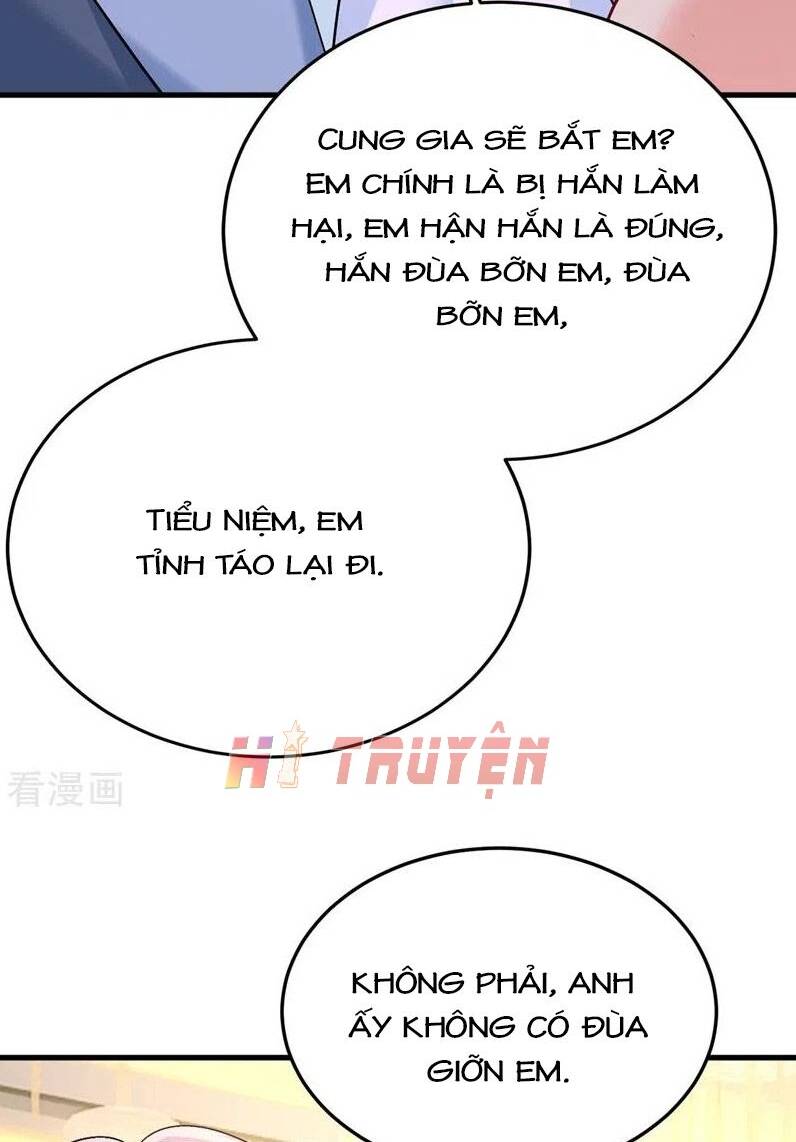 CUNG GIA SẼ BẮT EM?
EM CHÍNH LÀ BỊ HẮN LÀM
HẠI, EM HẬN HẮN LÀ ĐÚNG,
HẮN ĐÙA BỠN EM, ĐÙA
BỠN EM,
TIỂU NIỆM, EM
TỈNH TÁO LẠI ĐI.
HI TRUYỆN
看漫画
KHÔNG PHẢI, ANH
ẤY KHÔNG CÓ ĐÙA
GIỠN EM.